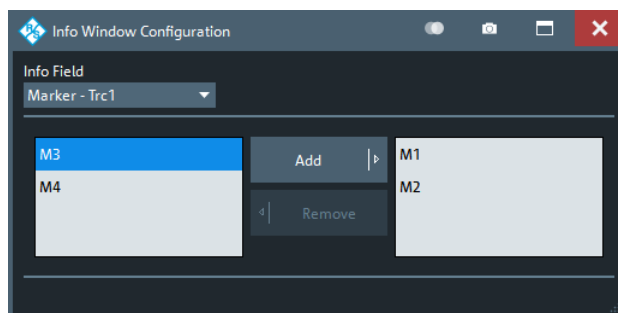 R&S Info Window Configuration
Info Field
Marker - Trc1
M3
M4
Add
Remove
M1
M2